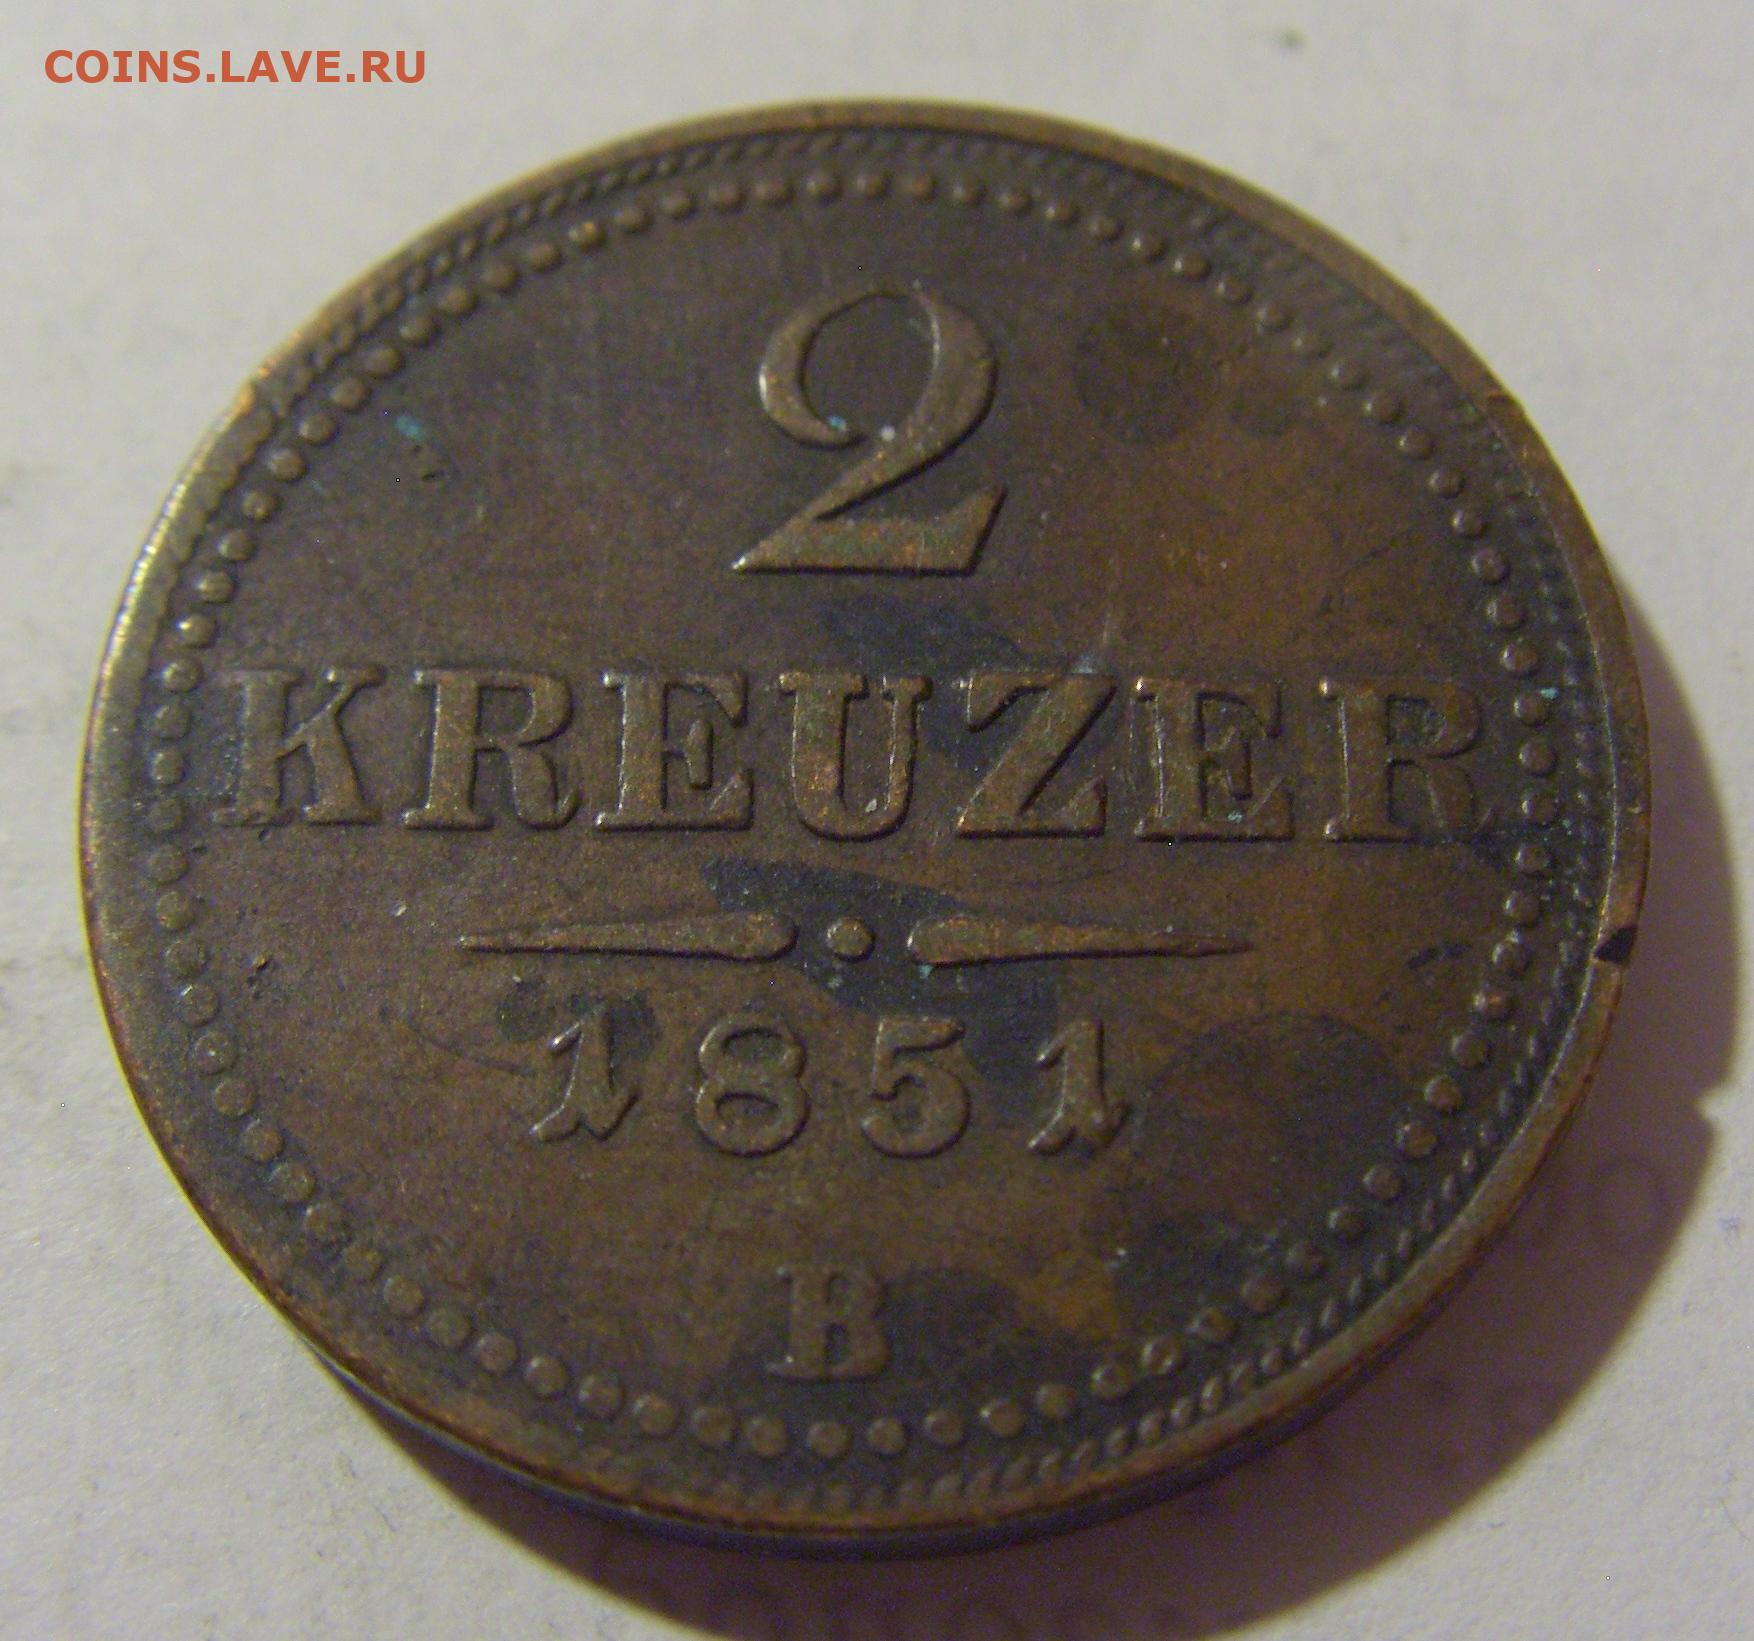 COINS.LAVE.RU
2
KREUZER
1851
B